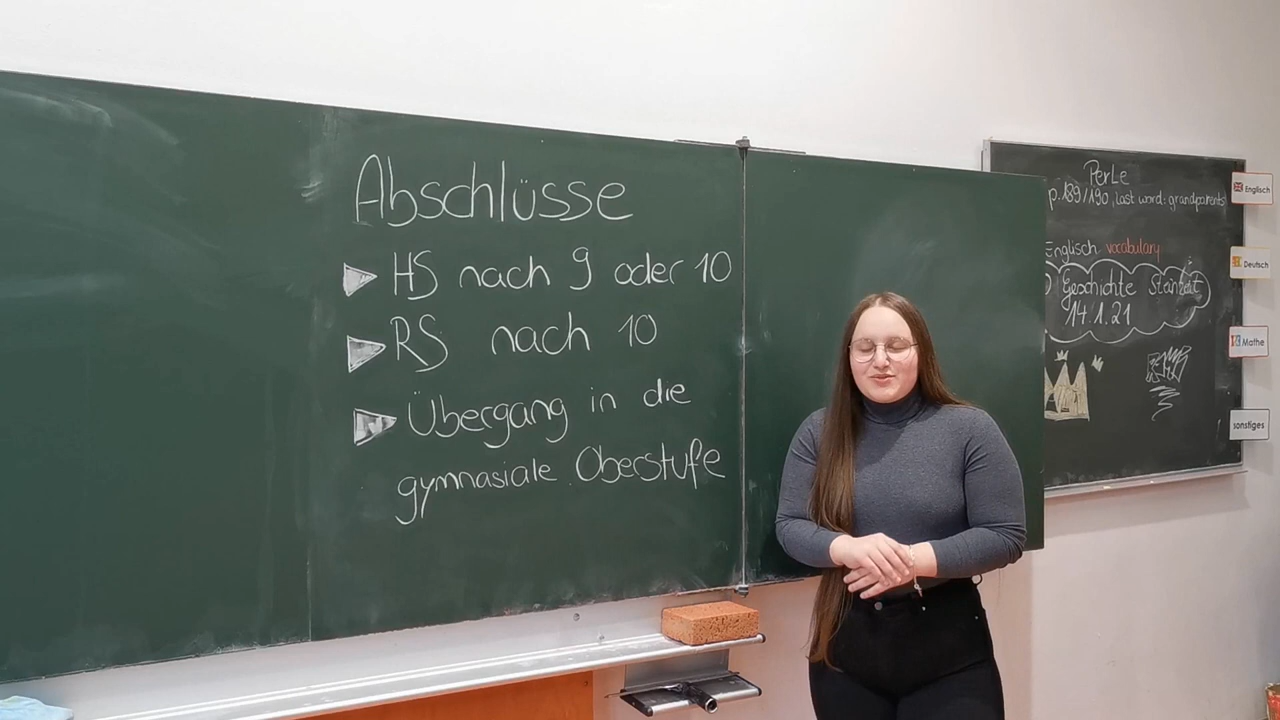 Abschlüsse
HS nach 9 oder 10
RS nach 10
Übergang in die
gymnasiale Oberstufe
PerLe
p. 189/190, last word: grandparents
Englisch vocabulary
Geschichte Steinzeit
14.1.21
Englisch
Deutsch
Mathe
sonstiges